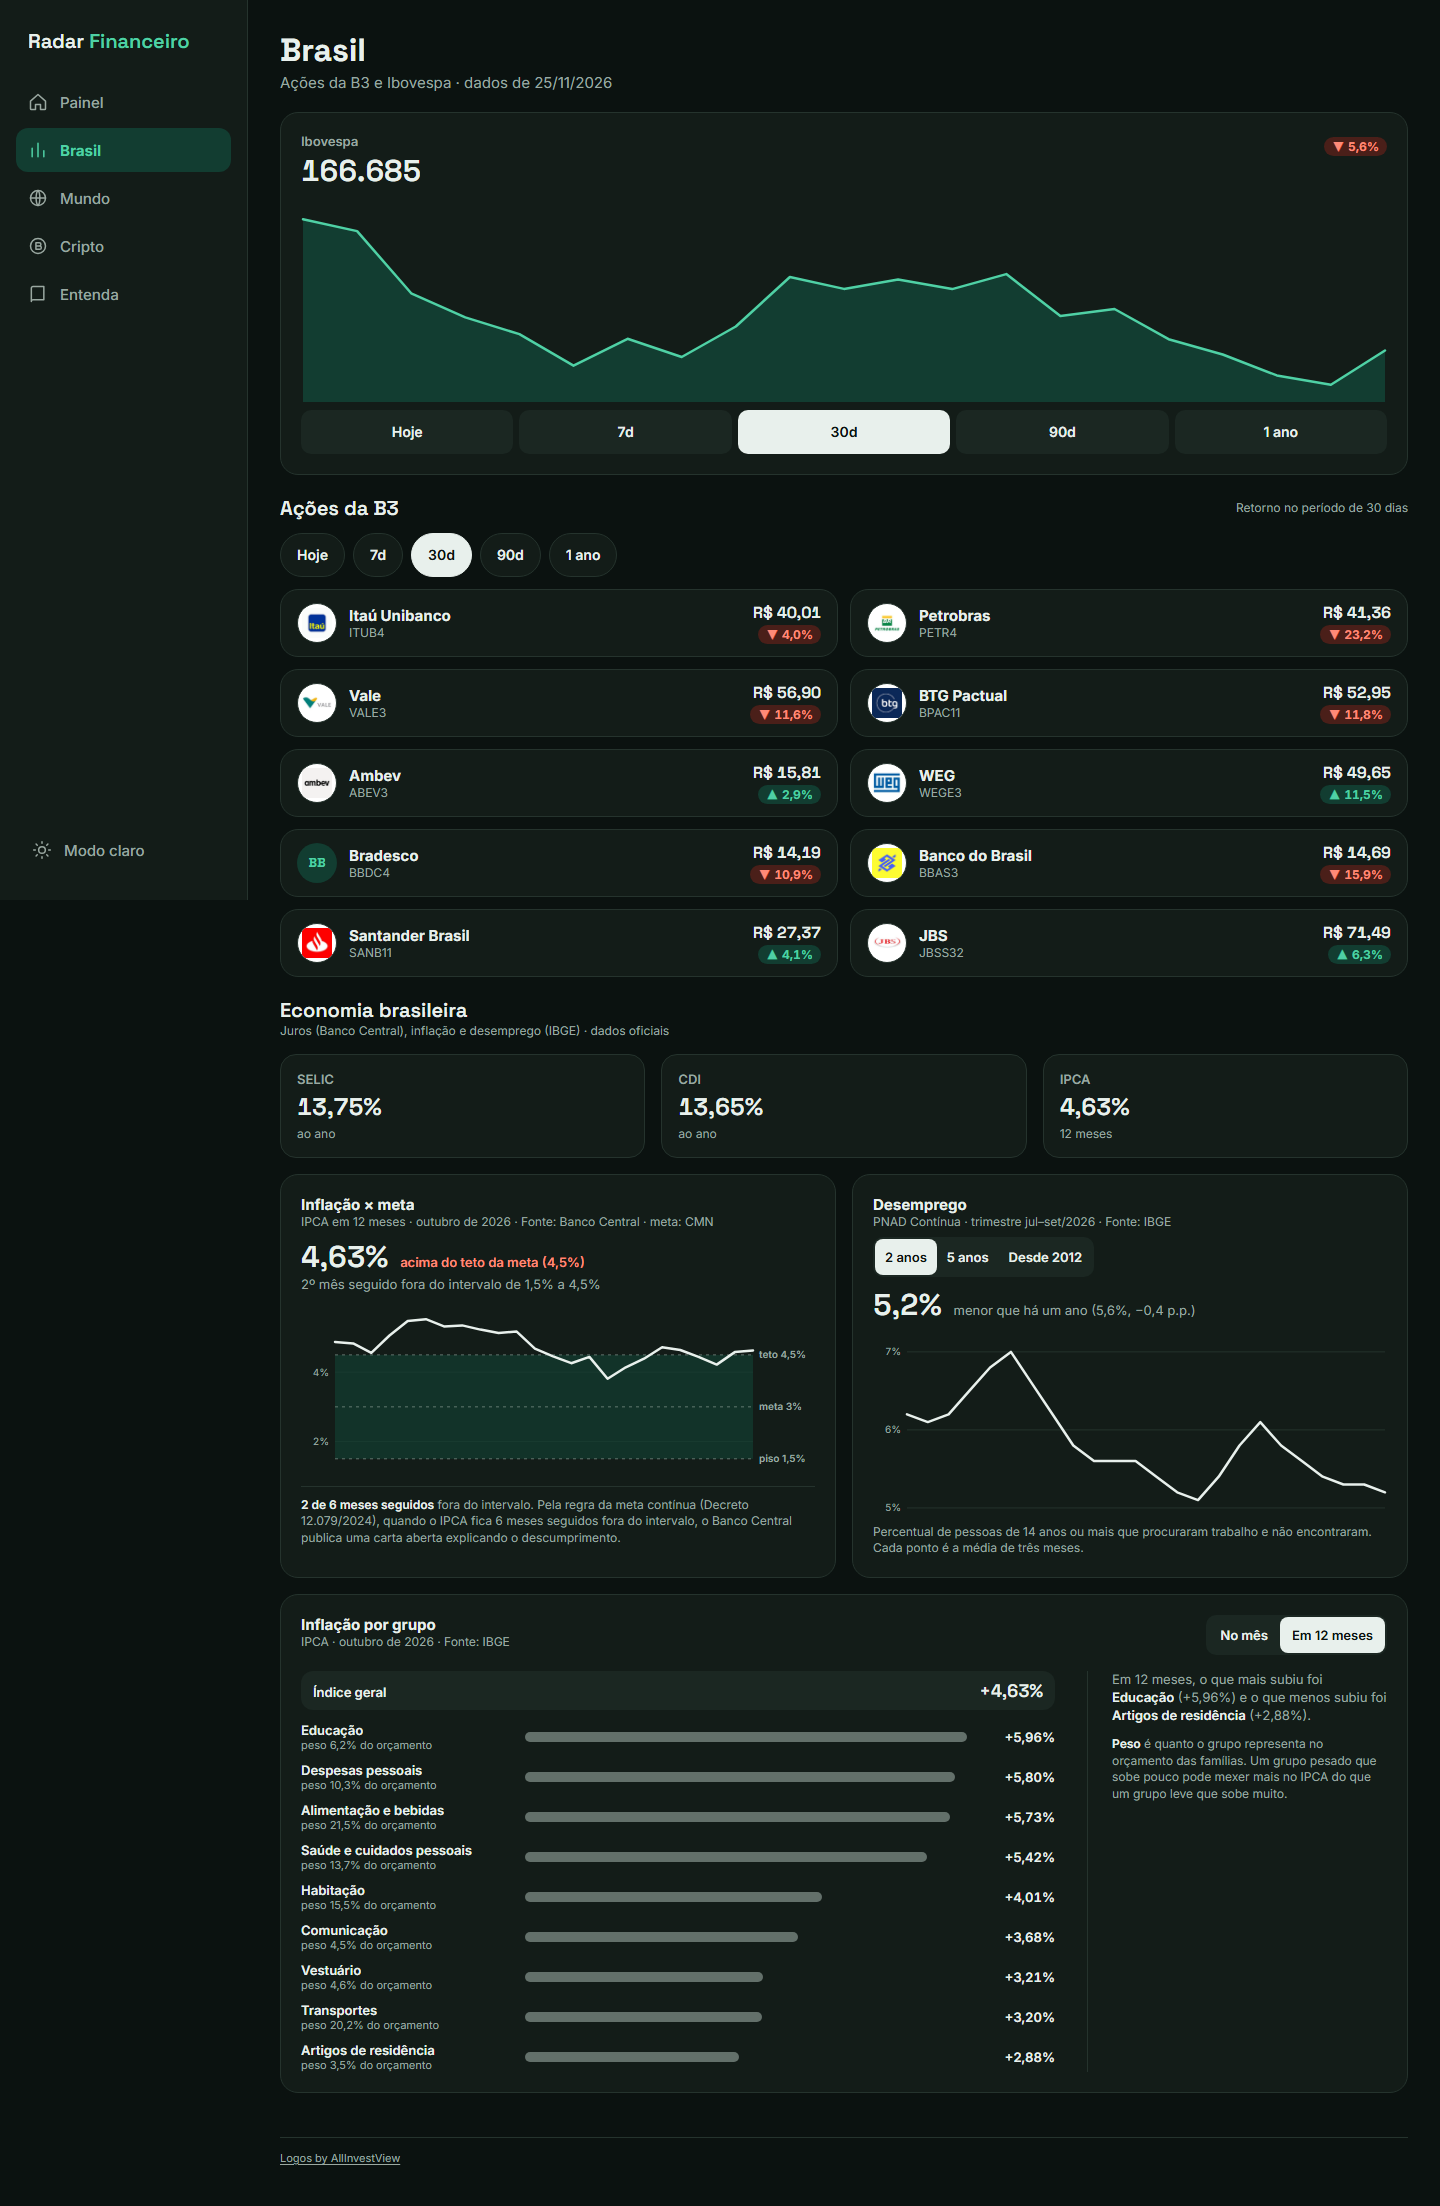 Radar Financeiro
Painel
Brasil
Mundo
Cripto
Entenda
Modo claro
Brasil
Ações da B3 e Ibovespa · dados de 25/11/2026
Ibovespa
166.685
▼ 5,6%
Hoje
7d
30d
90d
1 ano
Ações da B3
Retorno no período de 30 dias
Hoje
7d
30d
90d
1 ano
Itaú
Itaú Unibanco
ITUB4
R$ 40,01
▼ 4,0%
PETROBRAS
Petrobras
PETR4
R$ 41,36
▼ 23,2%
VALE
Vale
VALE3
R$ 56,90
▼ 11,6%
btg
BTG Pactual
BPAC11
R$ 52,95
▼ 11,8%
ambev
Ambev
ABEV3
R$ 15,81
▲ 2,9%
weg
WEG
WEGE3
R$ 49,65
▲ 11,5%
BB
Bradesco
BBDC4
R$ 14,19
▼ 10,9%
Banco do Brasil
BBAS3
R$ 14,69
▼ 15,9%
Santander Brasil
SANB11
R$ 27,37
▲ 4,1%
JBS
JBS
JBSS32
R$ 71,49
▲ 6,3%
Economia brasileira
Juros (Banco Central), inflação e desemprego (IBGE) · dados oficiais
SELIC
13,75%
ao ano
CDI
13,65%
ao ano
IPCA
4,63%
12 meses
Inflação × meta
IPCA em 12 meses · outubro de 2026 · Fonte: Banco Central · meta: CMN
4,63% acima do teto da meta (4,5%)
2º mês seguido fora do intervalo de 1,5% a 4,5%
teto 4,5%
4%
meta 3%
2%
piso 1,5%
2 de 6 meses seguidos fora do intervalo. Pela regra da meta contínua (Decreto
12.079/2024), quando o IPCA fica 6 meses seguidos fora do intervalo, o Banco Central
publica uma carta aberta explicando o descumprimento.
Desemprego
PNAD Contínua · trimestre jul–set/2026 · Fonte: IBGE
2 anos
5 anos
Desde 2012
5,2% menor que há um ano (5,6%, −0,4 p.p.)
7%
6%
5%
Percentual de pessoas de 14 anos ou mais que procuraram trabalho e não encontraram.
Cada ponto é a média de três meses.
Inflação por grupo
IPCA · outubro de 2026 · Fonte: IBGE
No mês
Em 12 meses
Índice geral
+4,63%
Educação
peso 6,2% do orçamento
+5,96%
Despesas pessoais
peso 10,3% do orçamento
+5,80%
Alimentação e bebidas
peso 21,5% do orçamento
+5,73%
Saúde e cuidados pessoais
peso 13,7% do orçamento
+5,42%
Habitação
peso 15,5% do orçamento
+4,01%
Comunicação
peso 4,5% do orçamento
+3,68%
Vestuário
peso 4,6% do orçamento
+3,21%
Transportes
peso 20,2% do orçamento
+3,20%
Artigos de residência
peso 3,5% do orçamento
+2,88%
Em 12 meses, o que mais subiu foi
Educação (+5,96%) e o que menos subiu foi
Artigos de residência (+2,88%).
Peso é quanto o grupo representa no
orçamento das famílias. Um grupo pesado que
sobe pouco pode mexer mais no IPCA do que
um grupo leve que sobe muito.
Logos by AllInvestView